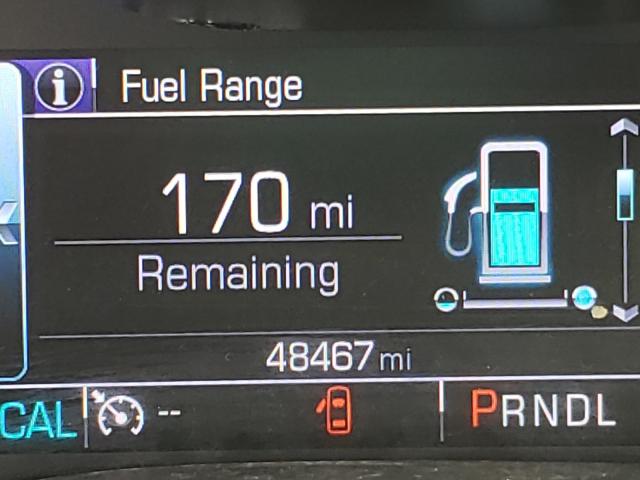 i Fuel Range
170 mi
Remaining
48467 mi
CAL -- PRNDL